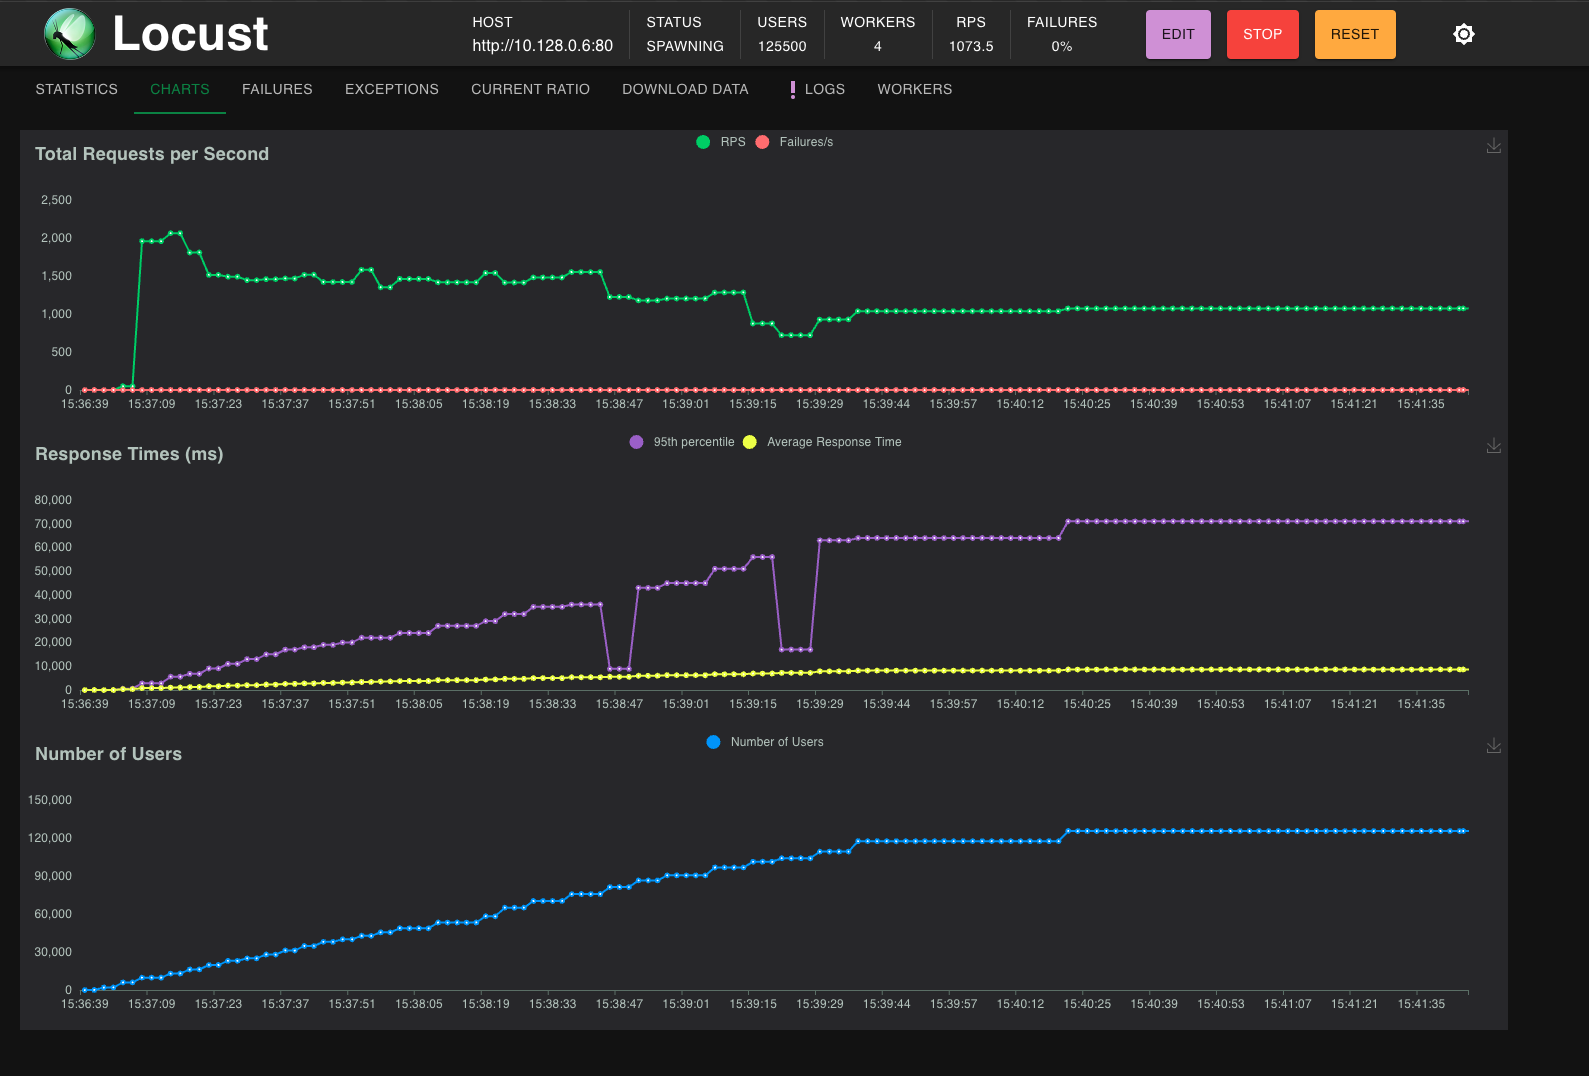 Locust
HOST
http://10.128.0.6:80
STATUS
SPAWNING
USERS
125500
WORKERS
4
RPS
1073.5
FAILURES
0%
EDIT
STOP
RESET
STATISTICS CHARTS FAILURES EXCEPTIONS CURRENT RATIO DOWNLOAD DATA ! LOGS WORKERS
RPS Failures/s
Total Requests per Second
2,500
2,000
1,500
1,000
500
0
15:36:39 15:37:09 15:37:23 15:37:37 15:37:51 15:38:05 15:38:19 15:38:33 15:38:47 15:39:01 15:39:15 15:39:29 15:39:44 15:39:57 15:40:12 15:40:25 15:40:39 15:40:53 15:41:07 15:41:21 15:41:35
95th percentile Average Response Time
Response Times (ms)
80,000
70,000
60,000
50,000
40,000
30,000
20,000
10,000
0
15:36:39 15:37:09 15:37:23 15:37:37 15:37:51 15:38:05 15:38:19 15:38:33 15:38:47 15:39:01 15:39:15 15:39:29 15:39:44 15:39:57 15:40:12 15:40:25 15:40:39 15:40:53 15:41:07 15:41:21 15:41:35
Number of Users
Number of Users
150,000
120,000
90,000
60,000
30,000
0
15:36:39 15:37:09 15:37:23 15:37:37 15:37:51 15:38:05 15:38:19 15:38:33 15:38:47 15:39:01 15:39:15 15:39:29 15:39:44 15:39:57 15:40:12 15:40:25 15:40:39 15:40:53 15:41:07 15:41:21 15:41:35